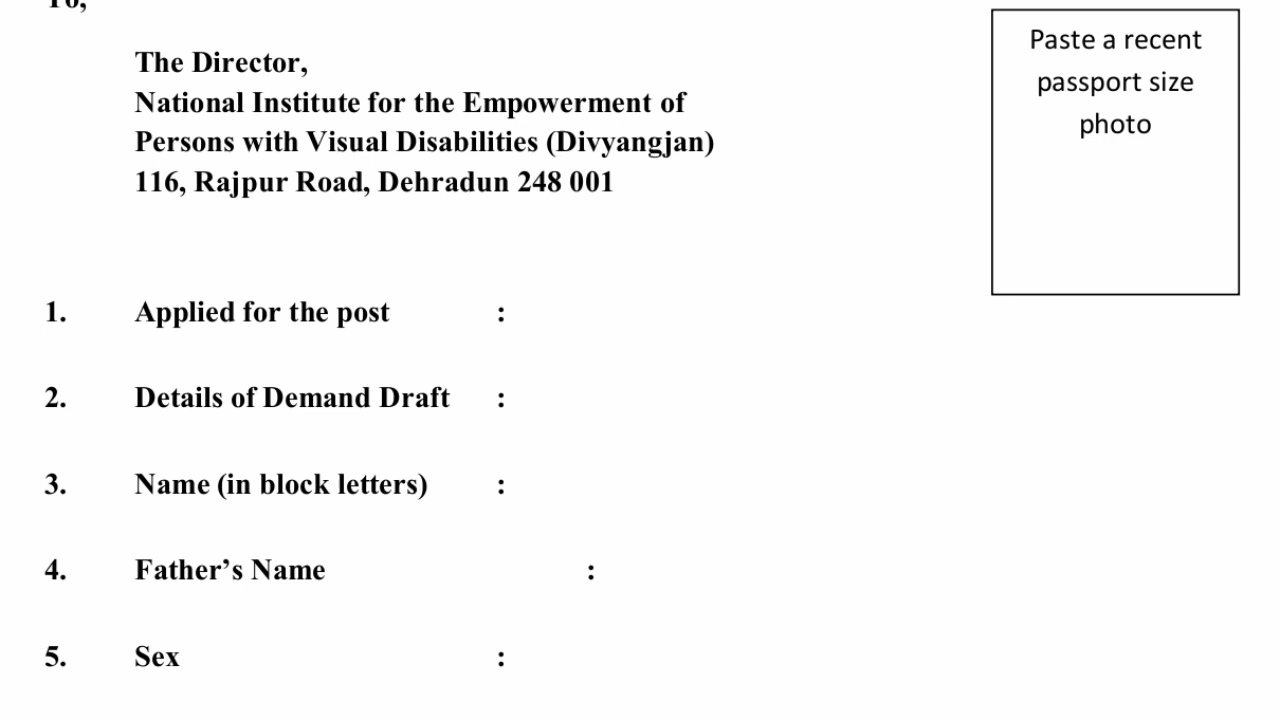 To,
The Director,
National Institute for the Empowerment of
Persons with Visual Disabilities (Divyangjan)
116, Rajpur Road, Dehradun 248 001
Paste a recent
passport size
photo
1. Applied for the post :
2. Details of Demand Draft :
3. Name (in block letters) :
4. Father’s Name :
5. Sex :